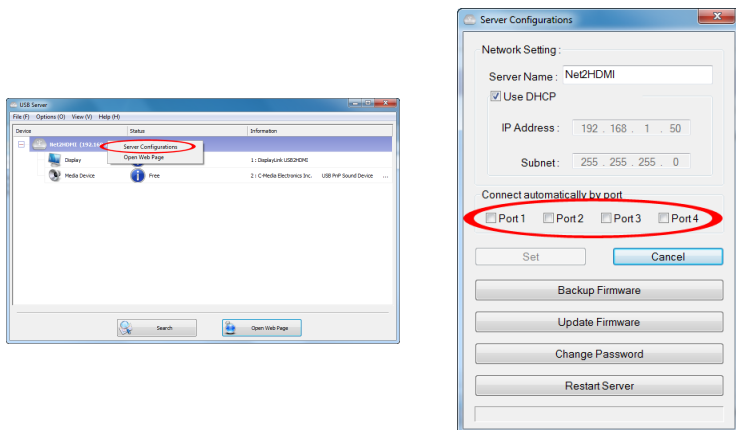 USB Server
File (F) Options (O) View (V) Help (H)
Device Status Information
Net2HDMI (192.16
Server Configurations
Open Web Page
Display 1 : DisplayLink USB2HDMI
Media Device Free 2 : C-Media Electronics Inc. USB PnP Sound Device ...
Search Open Web Page
Server Configurations
Network Setting :
Server Name : Net2HDMI
Use DHCP
IP Address : 192 . 168 . 1 . 50
Subnet : 255 . 255 . 255 . 0
Connect automatically by port
Port 1 Port 2 Port 3 Port 4
Set Cancel
Backup Firmware
Update Firmware
Change Password
Restart Server